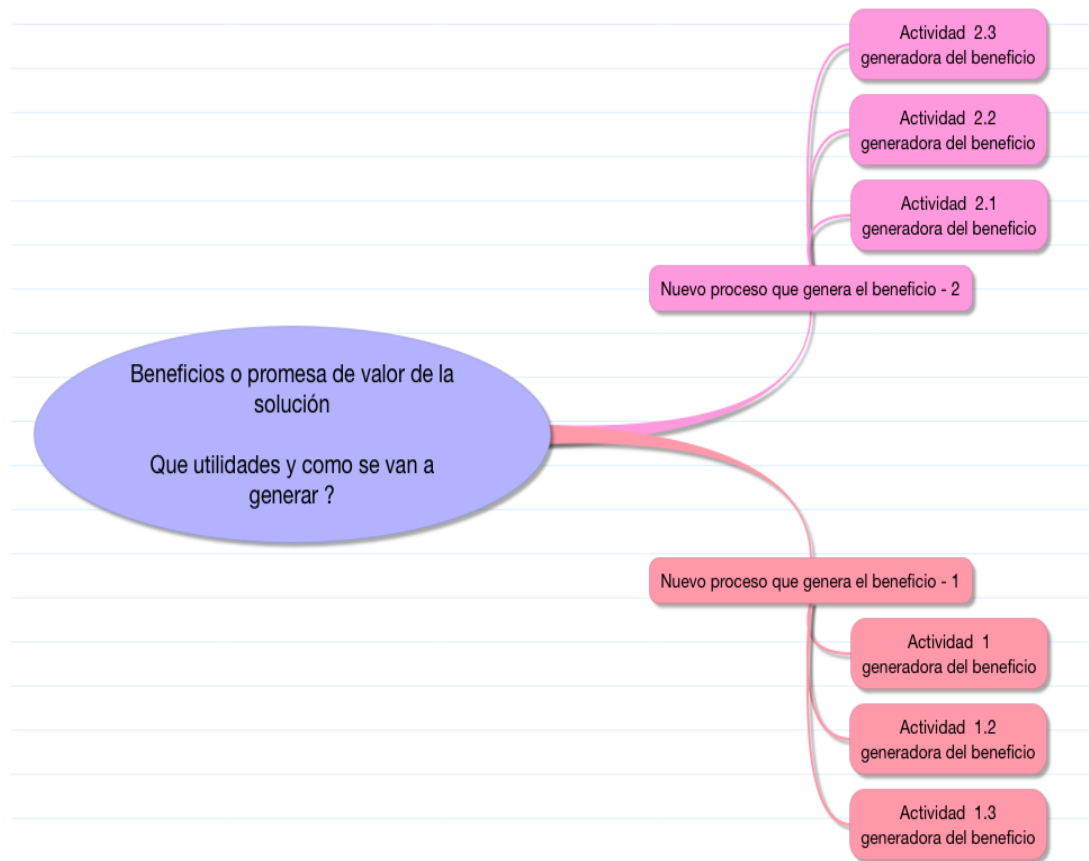 Actividad 2.3
generadora del beneficio
Actividad 2.2
generadora del beneficio
Actividad 2.1
generadora del beneficio
Nuevo proceso que genera el beneficio - 2
Beneficios o promesa de valor de la
solución
Que utilidades y como se van a
generar ?
Nuevo proceso que genera el beneficio - 1
Actividad 1
generadora del beneficio
Actividad 1.2
generadora del beneficio
Actividad 1.3
generadora del beneficio